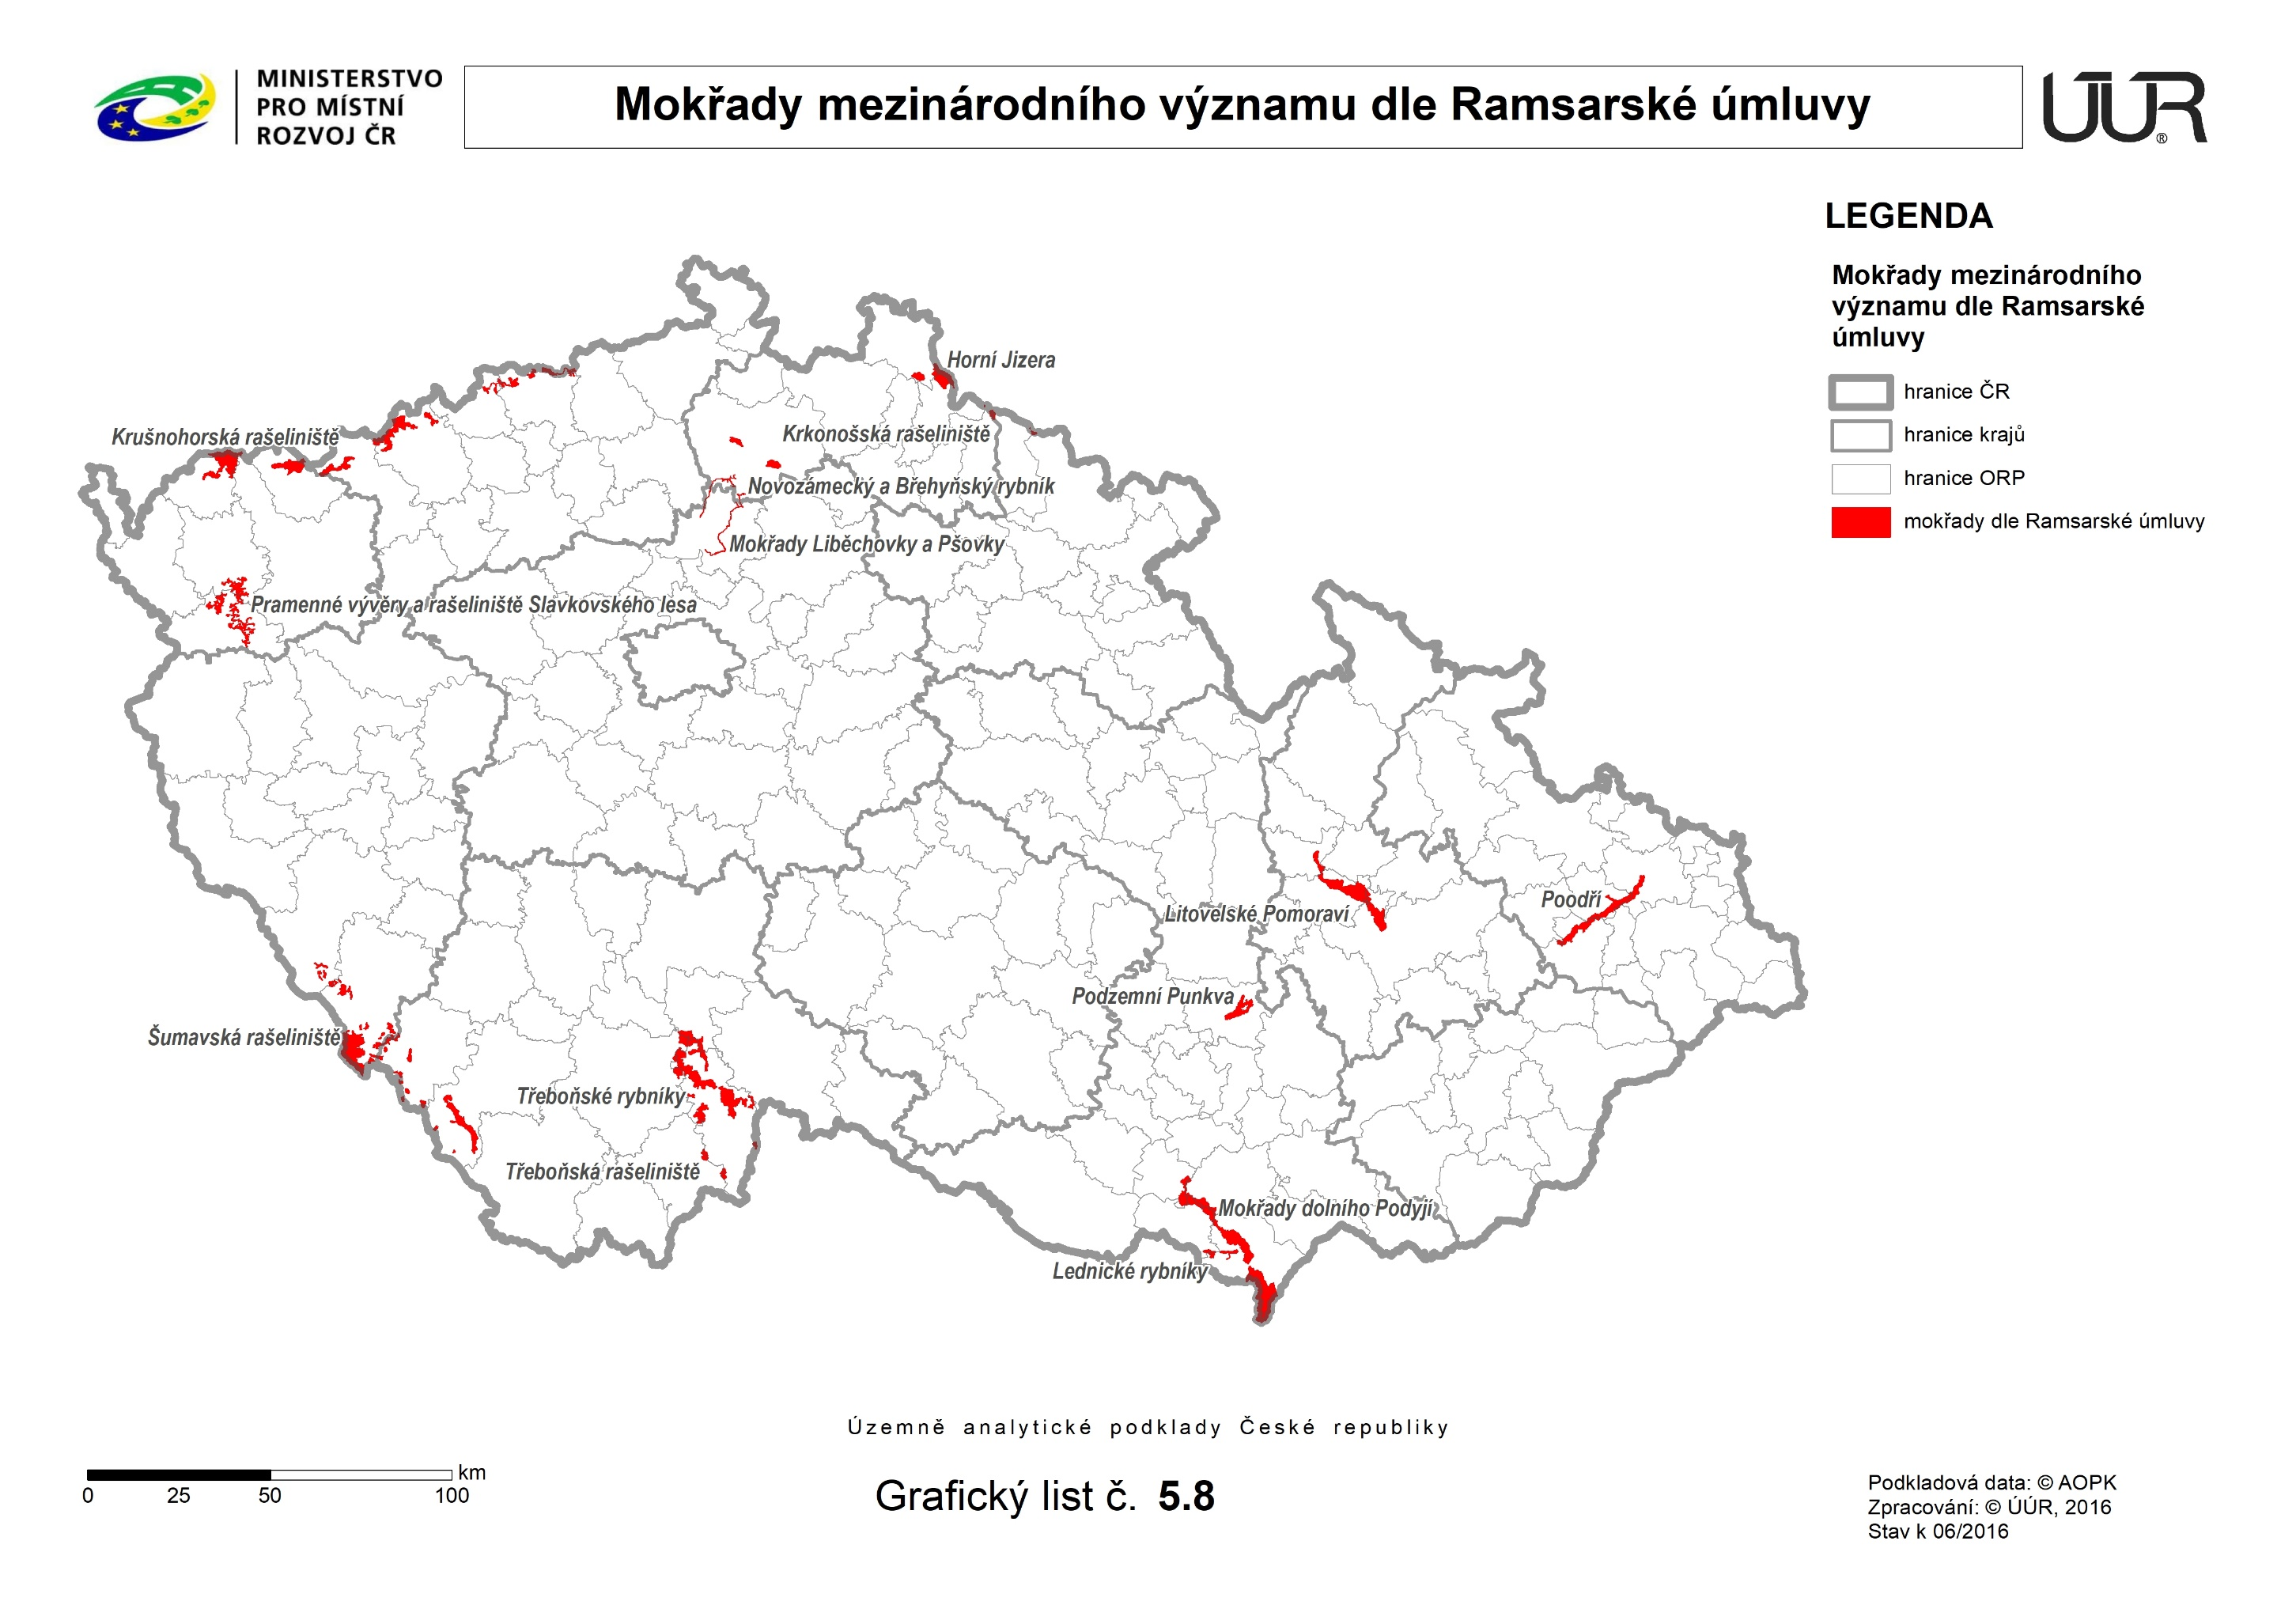 MINISTERSTVO
PRO MÍSTNÍ
ROZVOJ ČR
Mokřady mezinárodního významu dle Ramsarské úmluvy
ÚÚR®
LEGENDA
Mokřady mezinárodního
významu dle Ramsarské
úmluvy
hranice ČR
hranice krajů
hranice ORP
mokřady dle Ramsarské úmluvy
Horní Jizera
Krušnohorská rašeliniště
Krkonošská rašeliniště
Novozámecký a Břehyňský rybník
Mokřady Liběchovky a Pšovky
Pramenné vývěry a rašeliniště Slavkovského lesa
Poodří
Litovelské Pomoraví
Podzemní Punkva
Šumavská rašeliniště
Třeboňské rybníky
Třeboňská rašeliniště
Mokřady dolního Podyjí
Lednické rybníky
Územně analytické podklady České republiky
km
0 25 50 100
Grafický list č. 5.8
Podkladová data: © AOPK
Zpracování: © ÚÚR, 2016
Stav k 06/2016